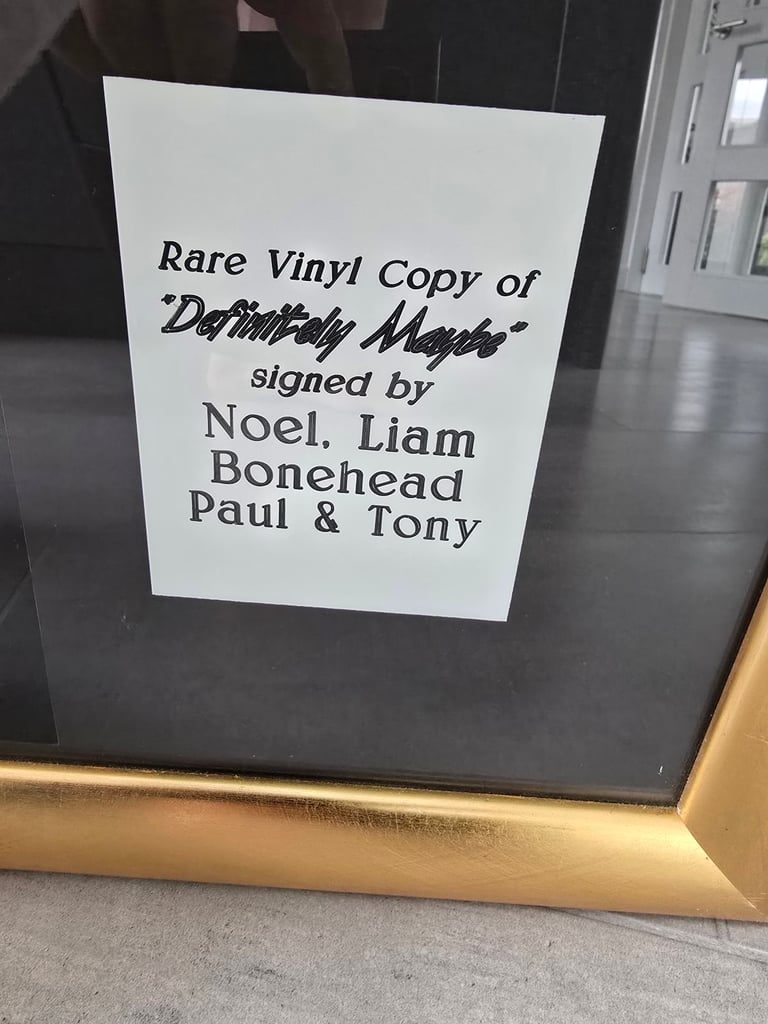 Rare Vinyl Copy of
"Definitely Maybe"
signed by
Noel, Liam
Bonehead
Paul & Tony